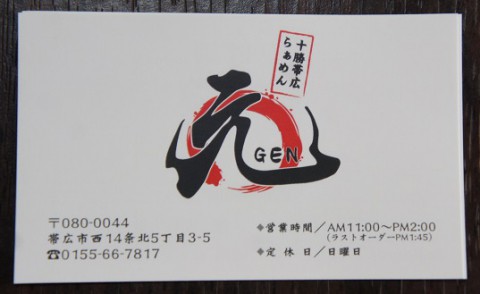 十勝帯広
らぁめん
元
GEN
〒080-0044
帯広市西14条北5丁目3-5
☎0155-66-7817
※営業時間／AM11:00〜PM2:00
(ラストオーダーPM1:45)
※定休日／日曜日